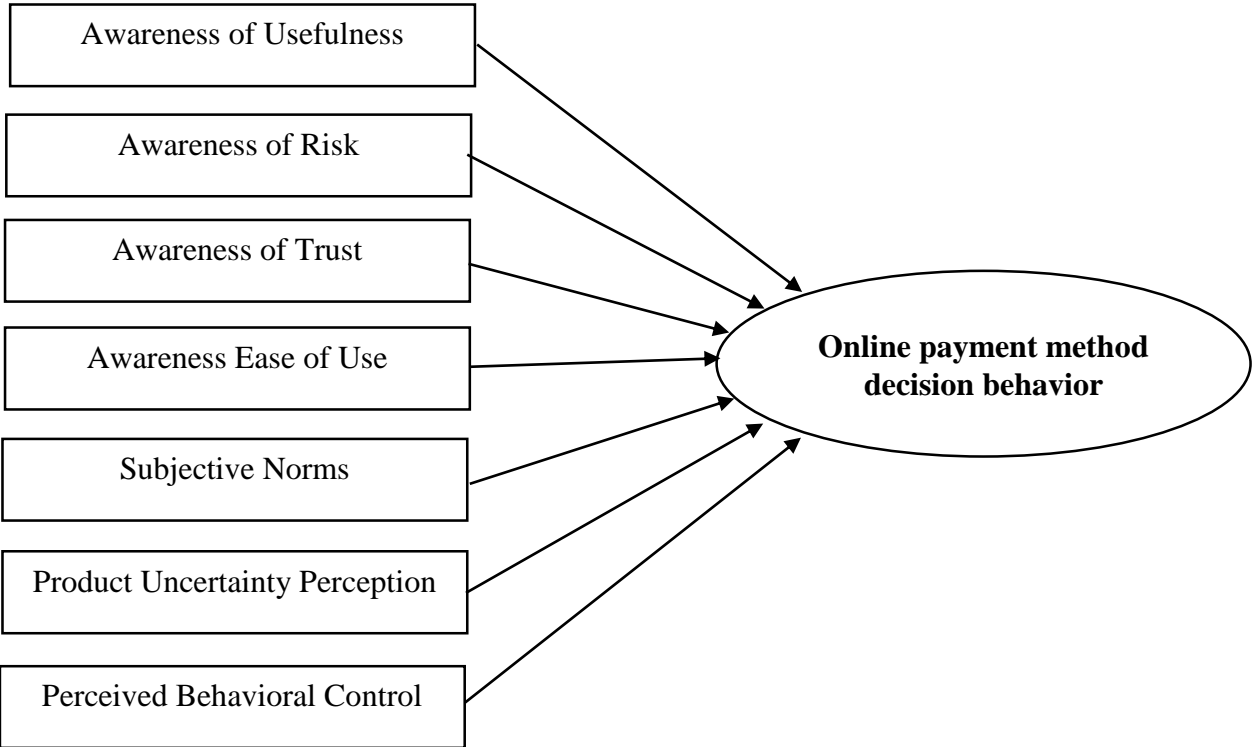 Awareness of Usefulness
Awareness of Risk
Awareness of Trust
Awareness Ease of Use
Subjective Norms
Product Uncertainty Perception
Perceived Behavioral Control
Online payment method
decision behavior